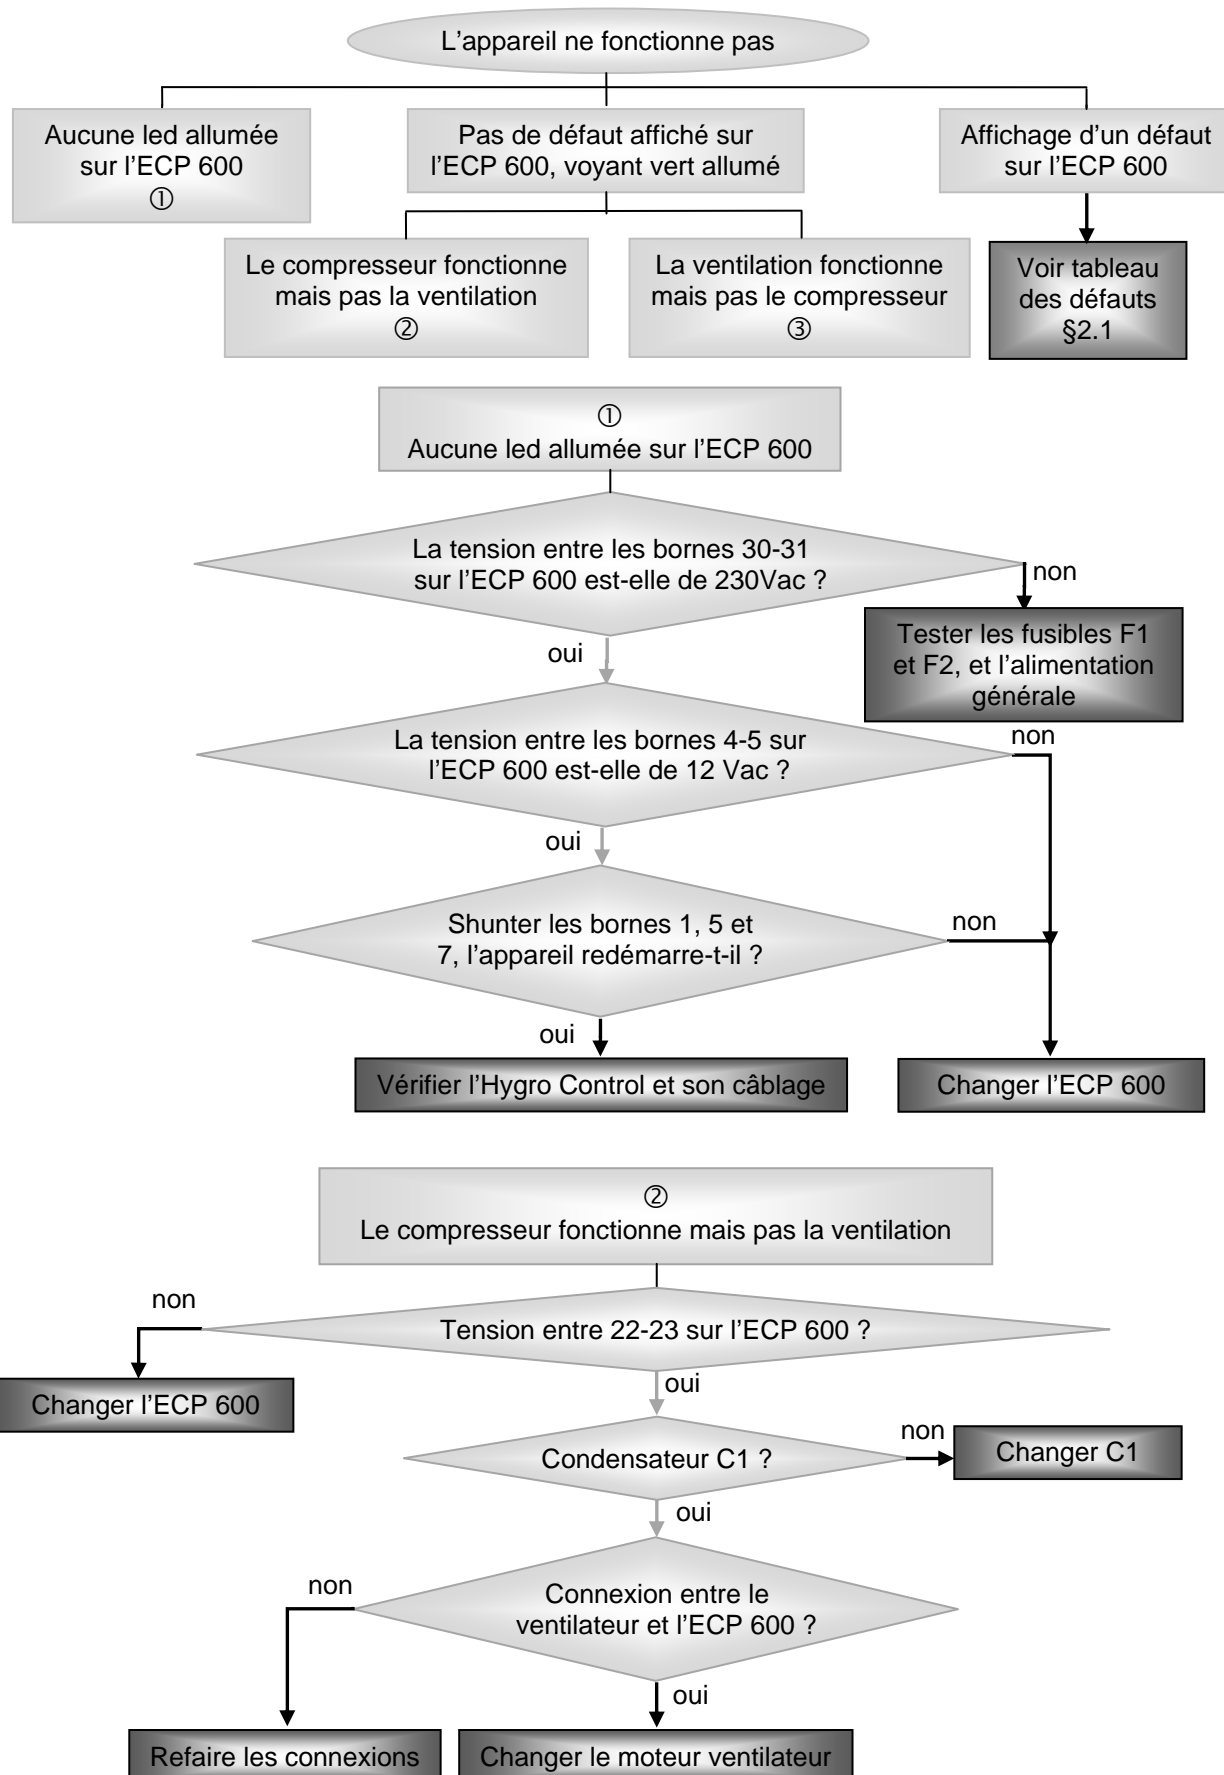 L'appareil ne fonctionne pas
Aucune led allumée
sur l'ECP 600
①
Pas de défaut affiché sur
l'ECP 600, voyant vert allumé
Affichage d'un défaut
sur l'ECP 600
Le compresseur fonctionne
mais pas la ventilation
②
La ventilation fonctionne
mais pas le compresseur
③
Voir tableau
des défauts
§2.1
①
Aucune led allumée sur l'ECP 600
La tension entre les bornes 30-31
sur l'ECP 600 est-elle de 230Vac ?
non
oui
Tester les fusibles F1
et F2, et l'alimentation
générale
La tension entre les bornes 4-5 sur
l'ECP 600 est-elle de 12 Vac ?
non
oui
Shunter les bornes 1, 5 et
7, l'appareil redémarre-t-il ?
non
oui
Vérifier l'Hygro Control et son câblage
Changer l'ECP 600
②
Le compresseur fonctionne mais pas la ventilation
non
Tension entre 22-23 sur l'ECP 600 ?
oui
Changer l'ECP 600
Condensateur C1 ?
non
Changer C1
oui
non
Connexion entre le
ventilateur et l'ECP 600 ?
oui
Refaire les connexions
Changer le moteur ventilateur